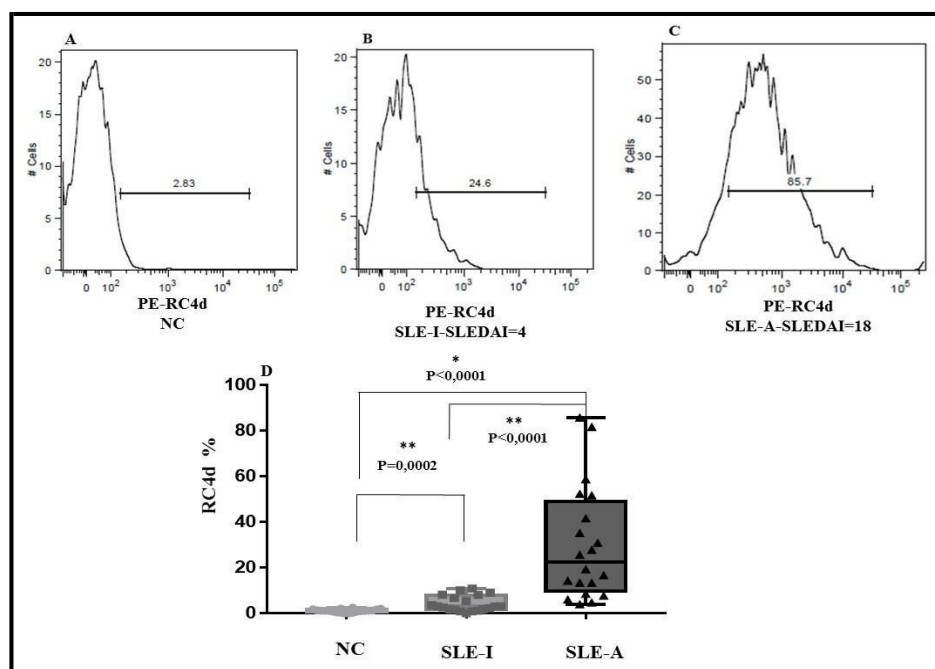 A
20
15
10
5
0
# Cells
2.83
0 10² 10³ 10⁴ 10⁵
PE-RC4d
NC
B
20
15
10
5
0
# Cells
24.6
0 10² 10³ 10⁴ 10⁵
PE-RC4d
SLE-I-SLEDAI=4
C
50
40
30
20
10
0
# Cells
85.7
0 10² 10³ 10⁴ 10⁵
PE-RC4d
SLE-A-SLEDAI=18
D
100
80
60
40
20
0
RC4d %
*
P<0,0001
**
P=0,0002
**
P<0,0001
NC SLE-I SLE-A